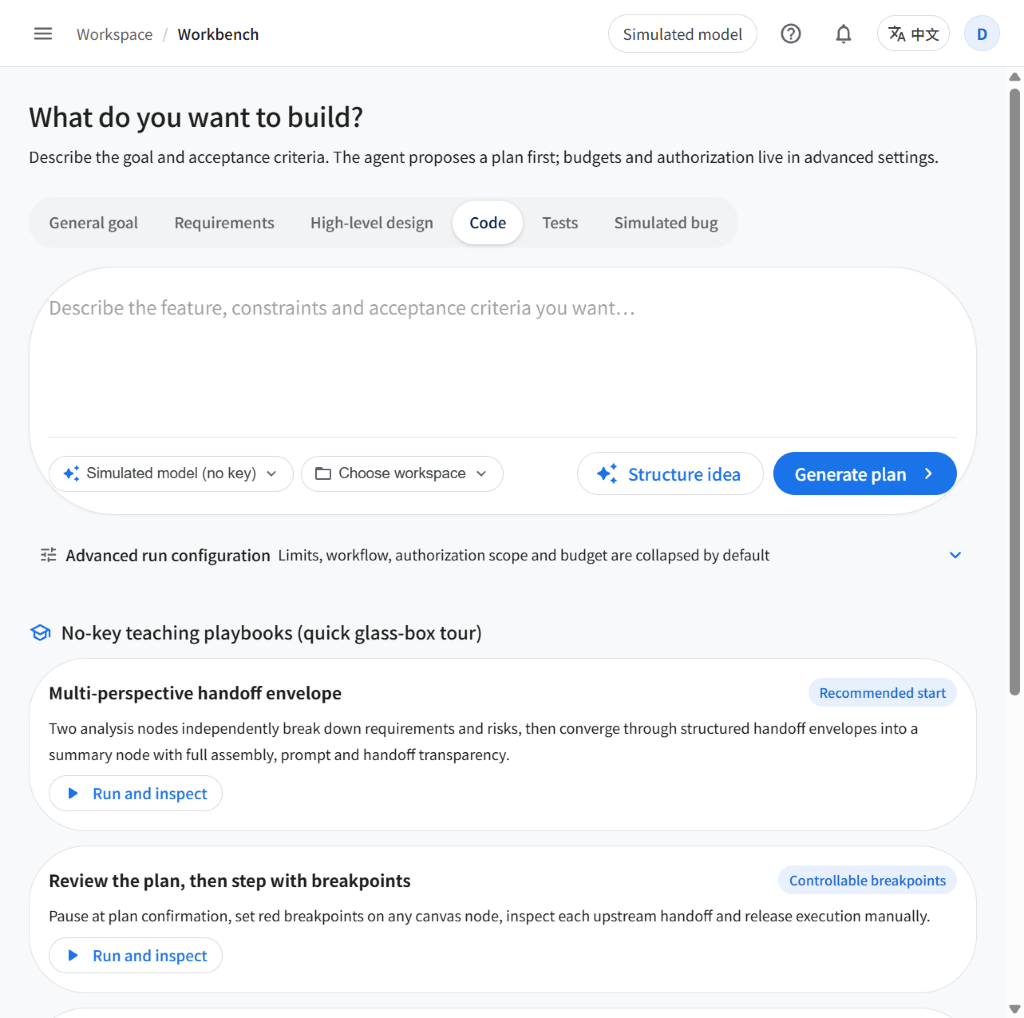 Workspace / Workbench
Simulated model
中文
D
What do you want to build?
Describe the goal and acceptance criteria. The agent proposes a plan first; budgets and authorization live in advanced settings.
General goal
Requirements
High-level design
Code
Tests
Simulated bug
Describe the feature, constraints and acceptance criteria you want…
Simulated model (no key)
Choose workspace
Structure idea
Generate plan
Advanced run configuration Limits, workflow, authorization scope and budget are collapsed by default
No-key teaching playbooks (quick glass-box tour)
Multi-perspective handoff envelope
Recommended start
Two analysis nodes independently break down requirements and risks, then converge through structured handoff envelopes into a
summary node with full assembly, prompt and handoff transparency.
Run and inspect
Review the plan, then step with breakpoints
Controllable breakpoints
Pause at plan confirmation, set red breakpoints on any canvas node, inspect each upstream handoff and release execution manually.
Run and inspect